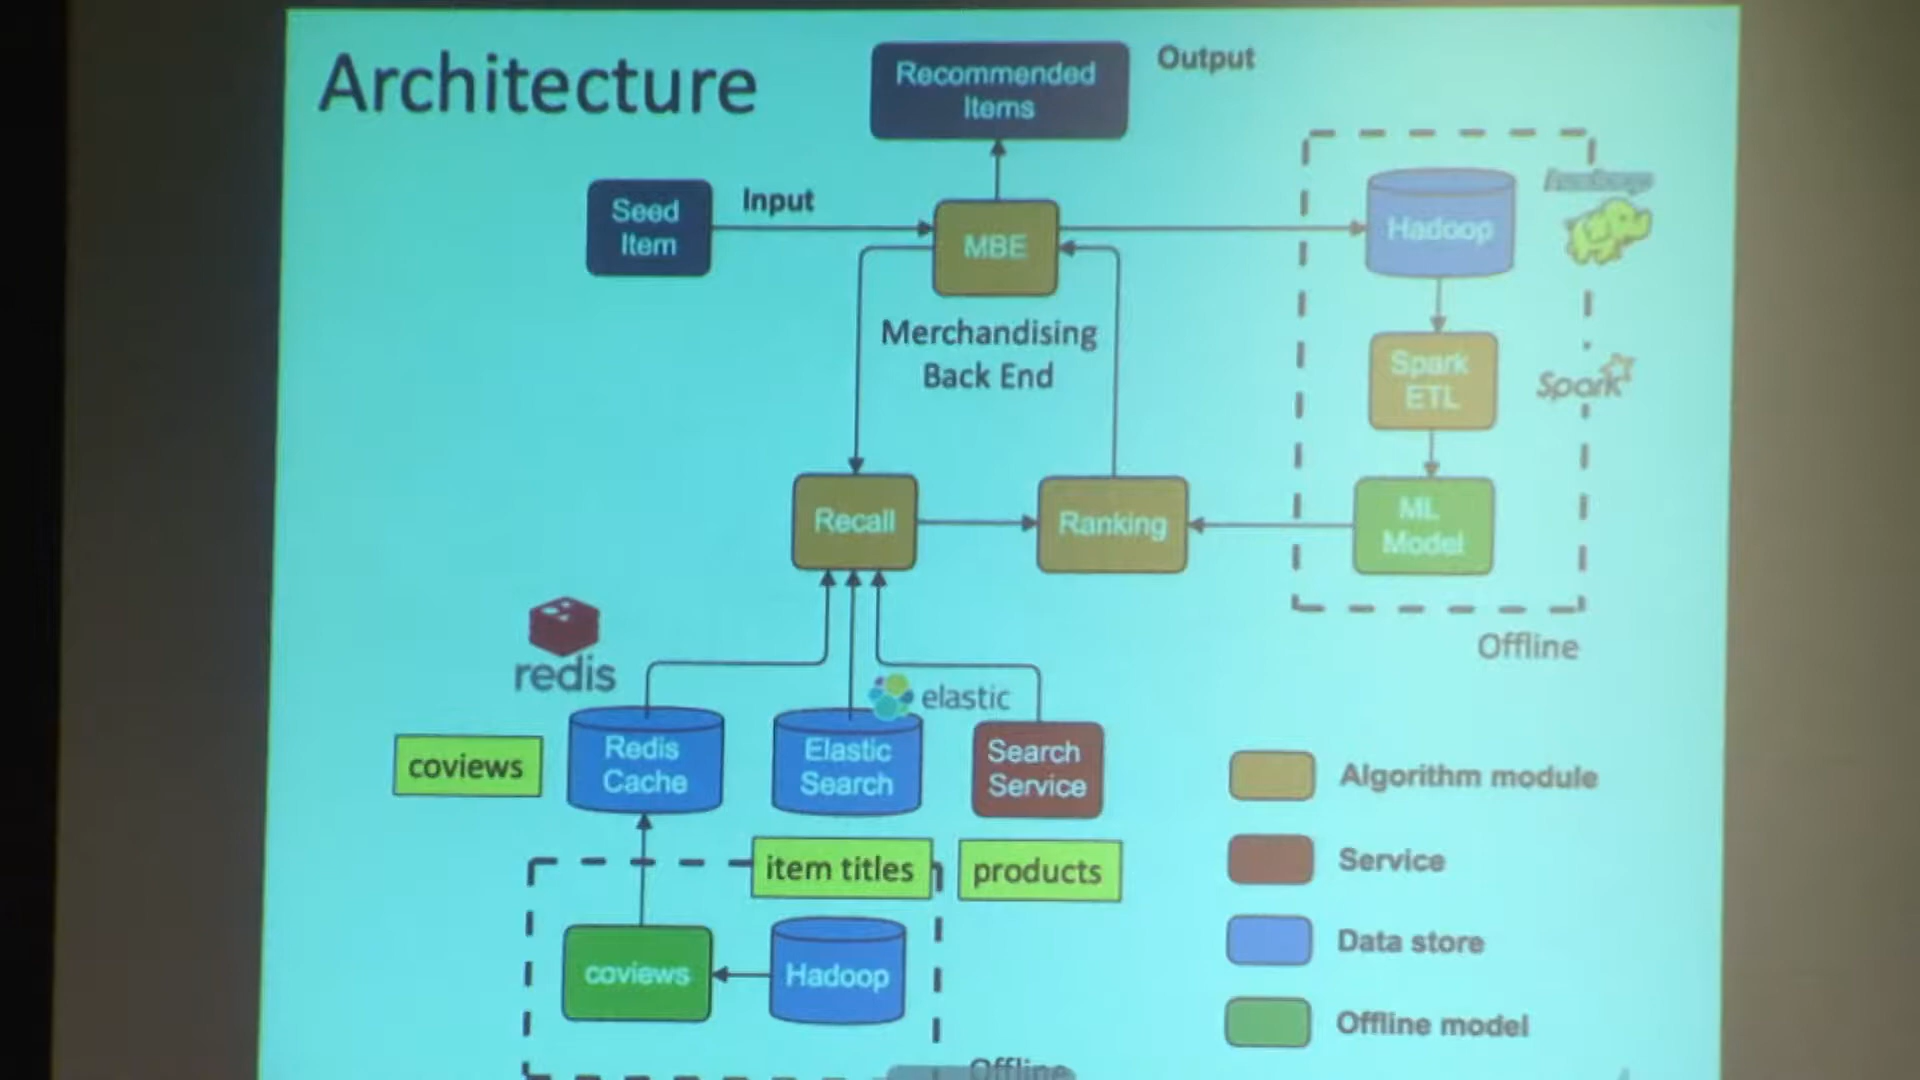 Architecture
Recommended
Items
Output
Seed
Item
Input
MBE
Merchandising
Back End
Hadoop
hadoop
Spark
ETL
Spark
Recall
Ranking
ML
Model
Offline
redis
elastic
coviews
Redis
Cache
Elastic
Search
Search
Service
item titles
products
coviews
Hadoop
Offline
Algorithm module
Service
Data store
Offline model